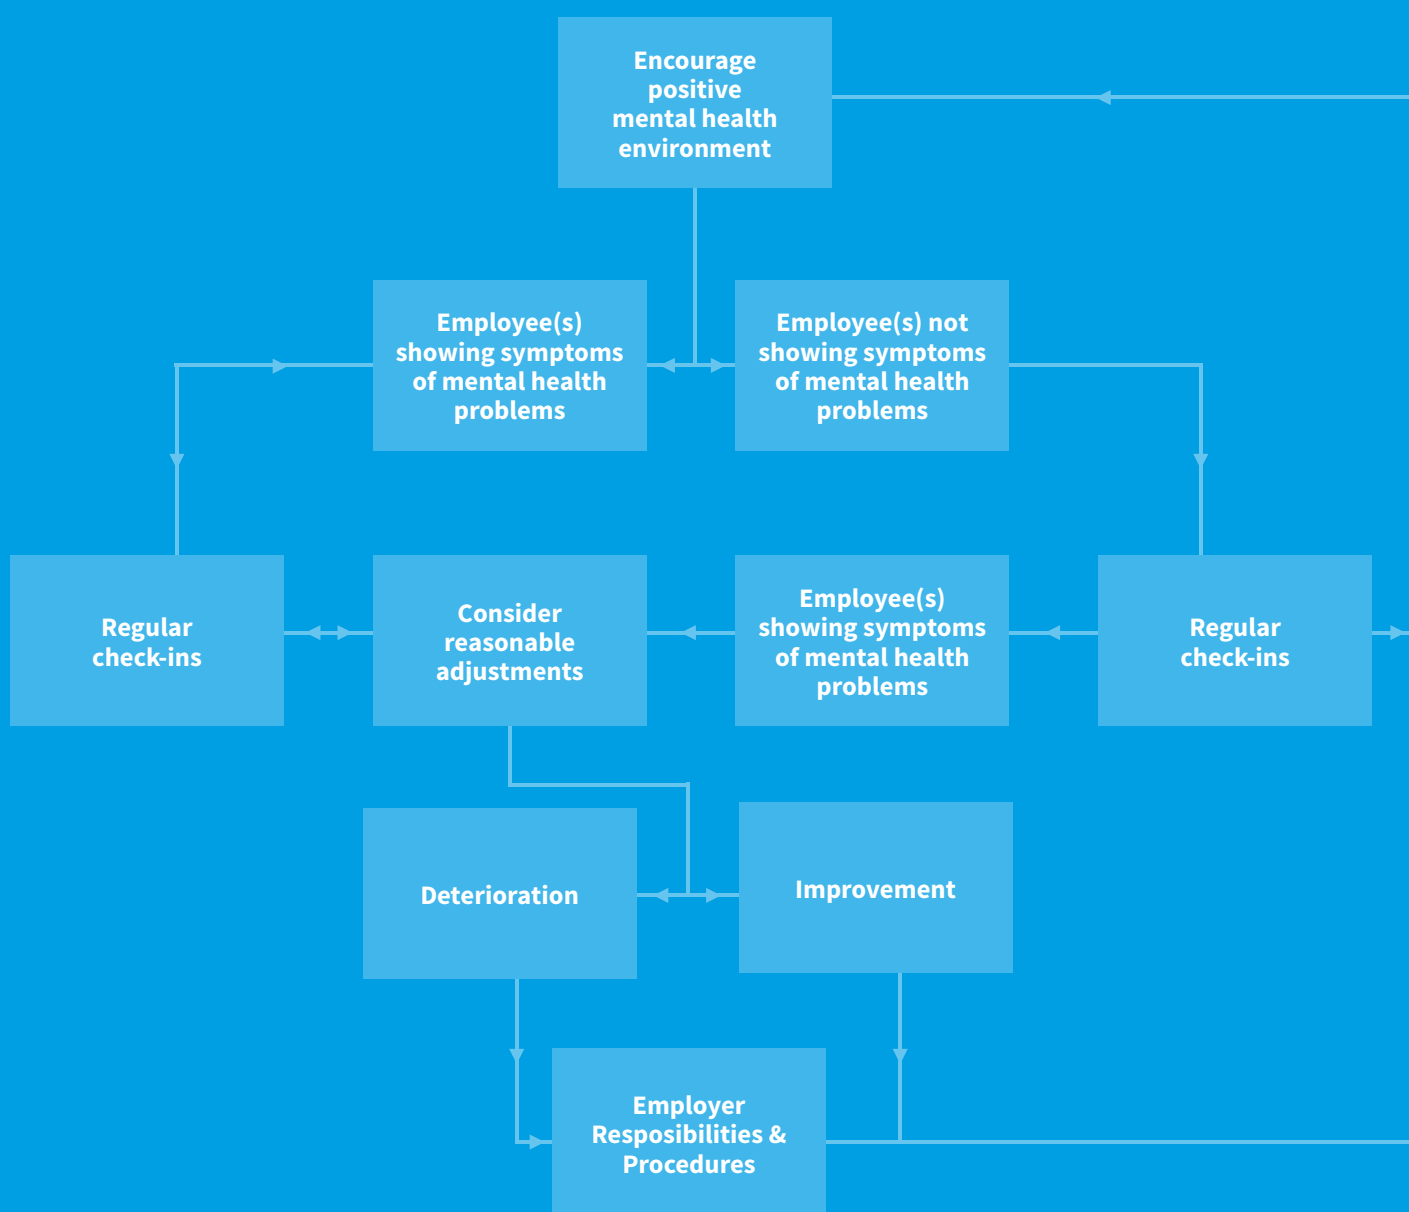 Encourage
positive
mental health
environment
Employee(s)
showing symptoms
of mental health
problems
Employee(s) not
showing symptoms
of mental health
problems
Regular
check-ins
Consider
reasonable
adjustments
Employee(s)
showing symptoms
of mental health
problems
Regular
check-ins
Deterioration
Improvement
Employer
Resposibilities &
Procedures